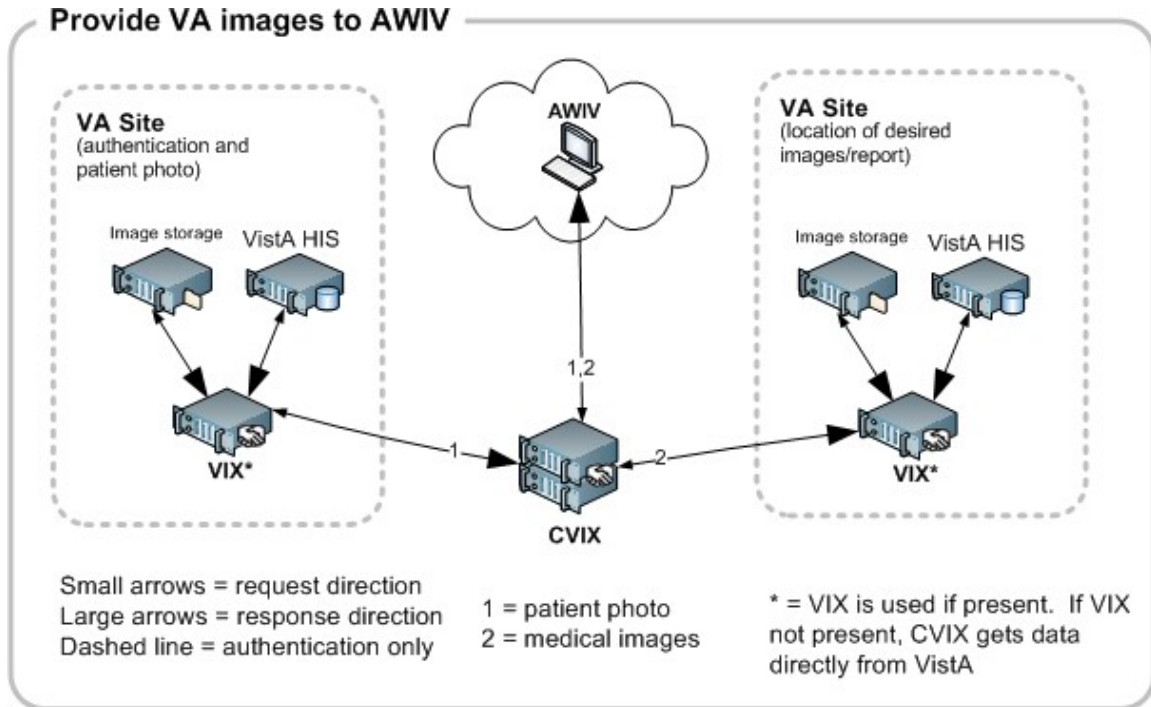 Provide VA images to AWIV
VA Site
(authentication and
patient photo)
Image storage
VistA HIS
VIX*
AWIV
1,2
1
2
CVIX
VA Site
(location of desired
images/report)
Image storage
VistA HIS
VIX*
Small arrows = request direction
Large arrows = response direction
Dashed line = authentication only
1 = patient photo
2 = medical images
* = VIX is used if present. If VIX
not present, CVIX gets data
directly from VistA